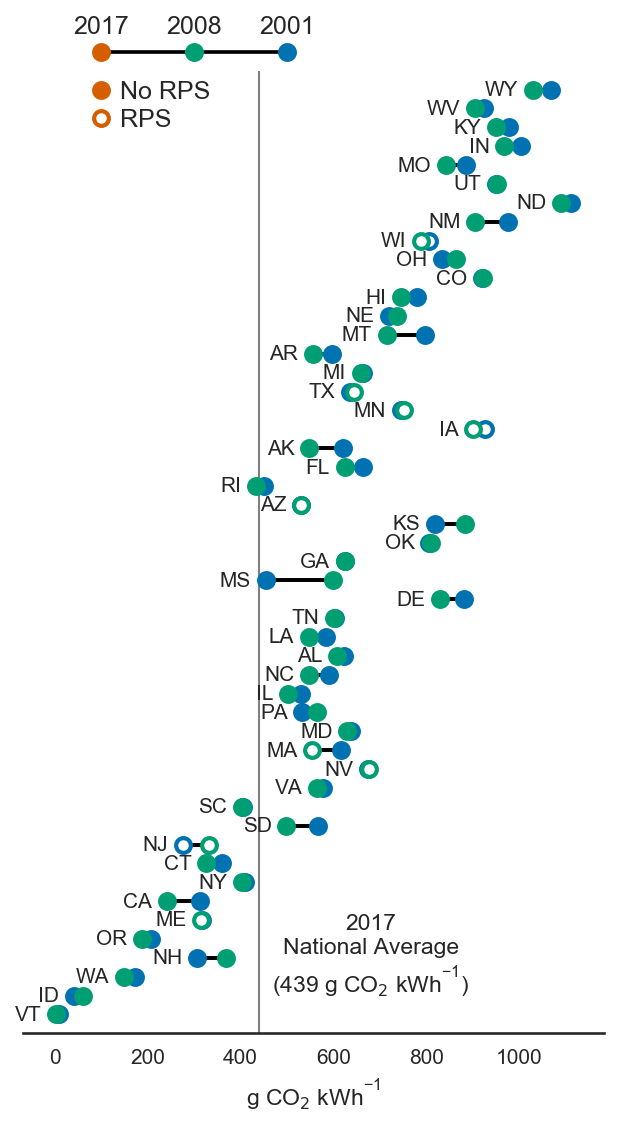 2017 2008 2001
No RPS
RPS
WY
WV
KY
IN
MO
UT
ND
NM
WI
OH
CO
HI
NE
MT
AR
MI
TX
MN
IA
AK
FL
RI
AZ
KS
OK
GA
MS
DE
TN
LA
AL
NC
IL
PA
MD
MA
NV
VA
SC
SD
NJ
CT
NY
CA
ME
OR
NH
WA
ID
VT
2017
National Average
(439 g CO₂ kWh⁻¹)
0 200 400 600 800 1000
g CO₂ kWh⁻¹